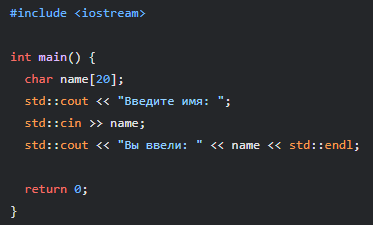 #include <iostream>

int main() {
  char name[20];
  std::cout << "Введите имя: ";
  std::cin >> name;
  std::cout << "Вы ввели: " << name << std::endl;

  return 0;
}